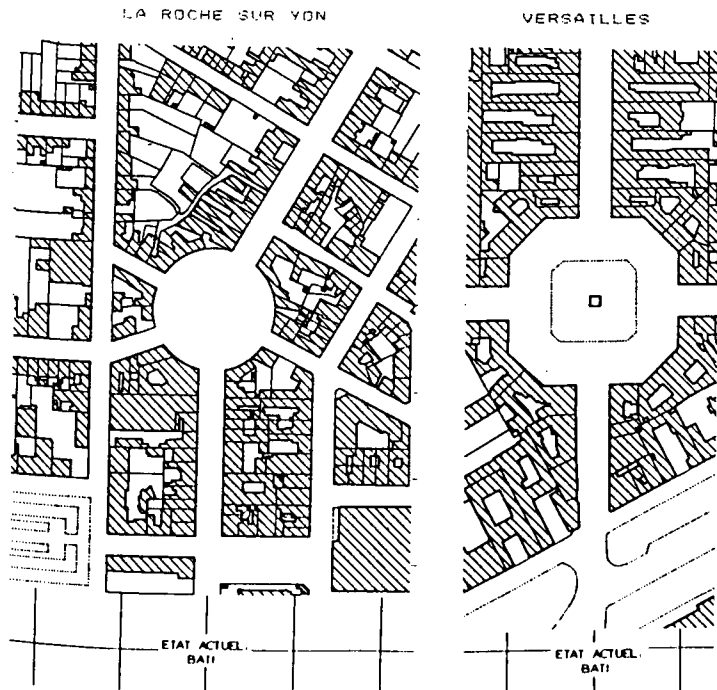 LA ROCHE SUR YON
VERSAILLES
ETAT ACTUEL.
BATI
ETAT ACTUEL.
BATI